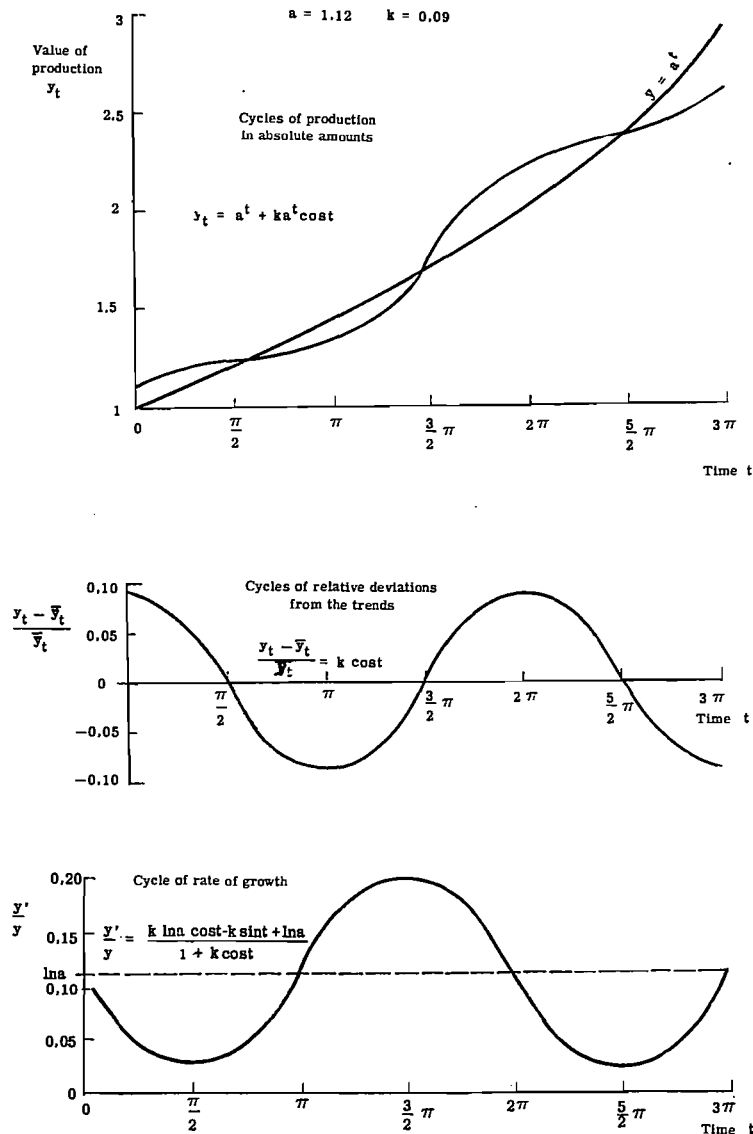 a = 1.12 k = 0.09
Value of
production
y_t
3
2.5
2
1.5
1
Cycles of production
in absolute amounts
y_t = a^t + ka^t cost
y = a^t
0
π/2
π
3/2 π
2π
5/2 π
3π
Time t
(y_t − ȳ_t)/ȳ_t
0,10
0.05
0
−0.05
−0.10
Cycles of relative deviations
from the trends
(y_t − ȳ_t)/ȳ_t = k cost
π/2
π
3/2 π
2π
5/2 π
3π
Time t
y'/y
0,20
0,15
lna
0,10
0,05
0
Cycle of rate of growth
y'/y = (k lna cost-k sint + lna)/(1 + k cost)
0
π/2
π
3/2 π
2π
5/2 π
3π
Time t